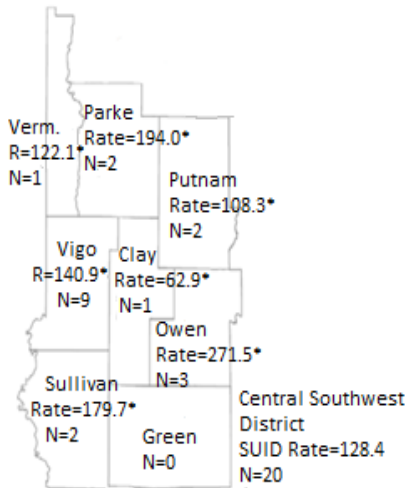 Parke
Rate=194.0*
N=2
Verm.
R=122.1*
N=1
Putnam
Rate=108.3*
N=2
Vigo
R=140.9*
N=9
Clay
Rate=62.9*
N=1
Owen
Rate=271.5*
N=3
Sullivan
Rate=179.7*
N=2
Green
N=0
Central Southwest
District
SUID Rate=128.4
N=20